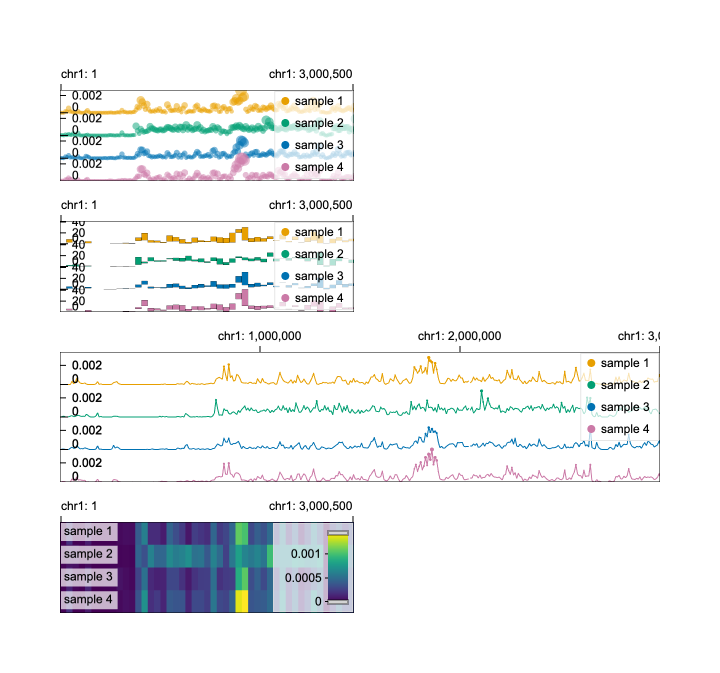 chr1: 1 chr1: 3,000,500
0.002 sample 1
0
0.002 sample 2
0
0.002 sample 3
0
0.002 sample 4
0
chr1: 1 chr1: 3,000,500
40
20 sample 1
0
40
20 sample 2
0
40
20 sample 3
0
40
20 sample 4
0
chr1: 1,000,000 chr1: 2,000,000 chr1: 3,0
0.002 sample 1
0 sample 2
0.002
0 sample 3
0.002
0 sample 4
0.002
0
chr1: 1 chr1: 3,000,500
sample 1
sample 2 0.001
sample 3 0.0005
sample 4 0